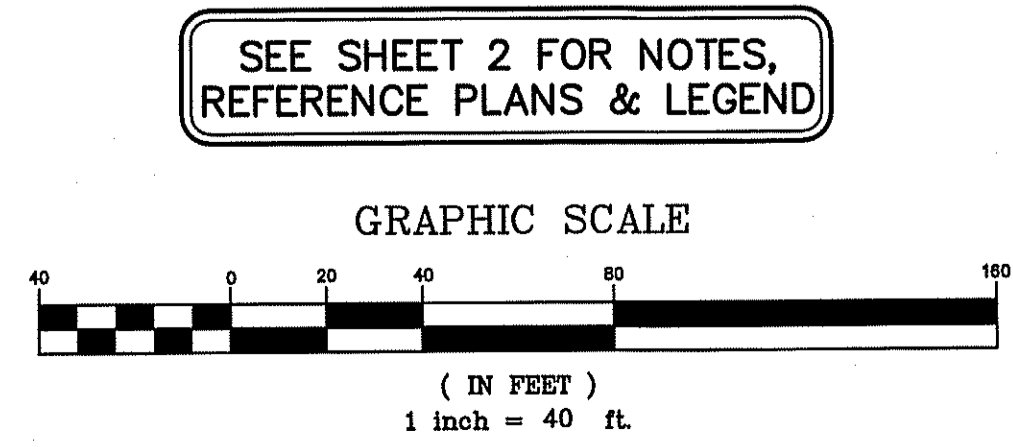 SEE SHEET 2 FOR NOTES,
REFERENCE PLANS & LEGEND
GRAPHIC SCALE
40 0 20 40 80 160
( IN FEET )
1 inch = 40 ft.